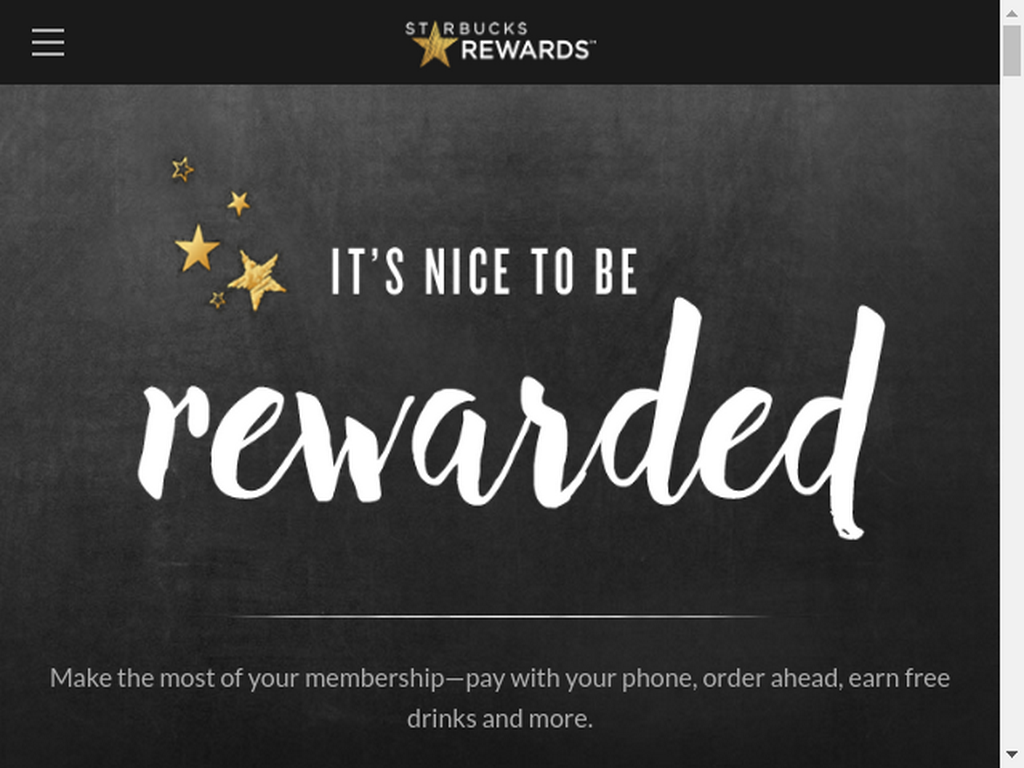 STARBUCKS
REWARDS™
IT'S NICE TO BE
rewarded
Make the most of your membership—pay with your phone, order ahead, earn free
drinks and more.